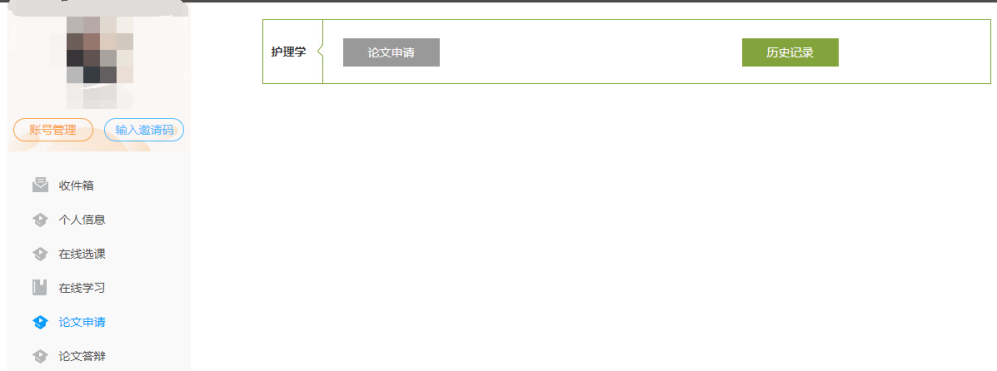 账号管理 输入邀请码
收件箱
个人信息
在线选课
在线学习
论文申请
论文答辩
护理学 论文申请 历史记录